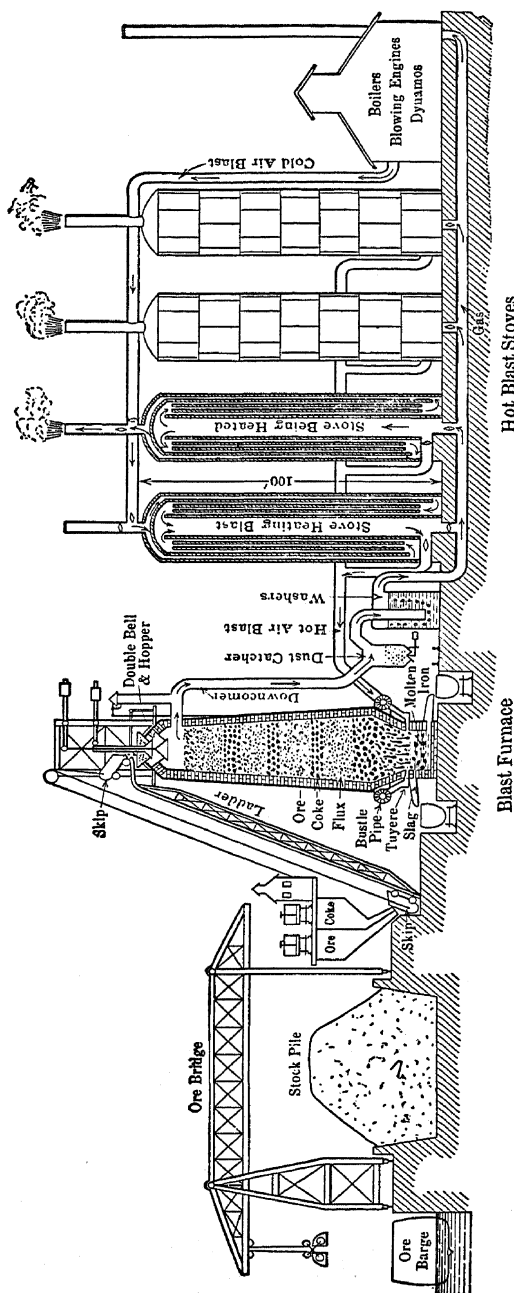 Ore
Barge
Ore Bridge
Stock Pile
Ore
Coke
Skip
Skip
Ladder
Double Bell
& Hopper
Downcomer
Ore
Coke
Flux
Bustle
Pipe
Tuyere
Slag
Molten
Iron
Dust Catcher
Hot Air Blast
Washers
Stove Heating Blast
100'
Stove Being Heated
Cold Air Blast
Gas
Boilers
Blowing Engines
Dynamos
Blast Furnace
Hot Blast Stoves